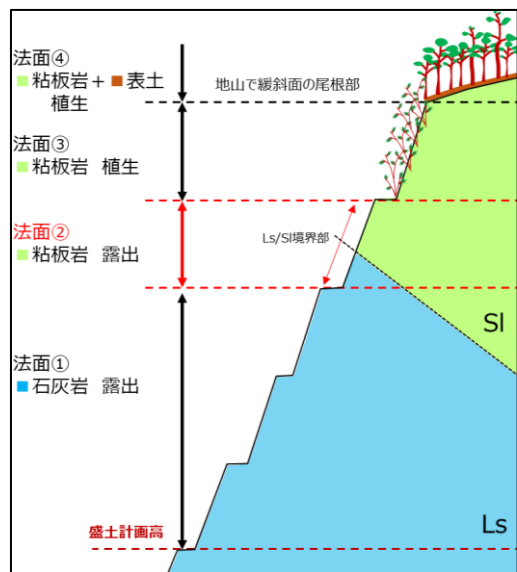 法面④
■粘板岩＋■表土
植生
地山で緩斜面の尾根部
法面③
■粘板岩 植生
法面②
■粘板岩 露出
Ls/Sl境界部
法面①
■石灰岩 露出
盛土計画高
Sl
Ls